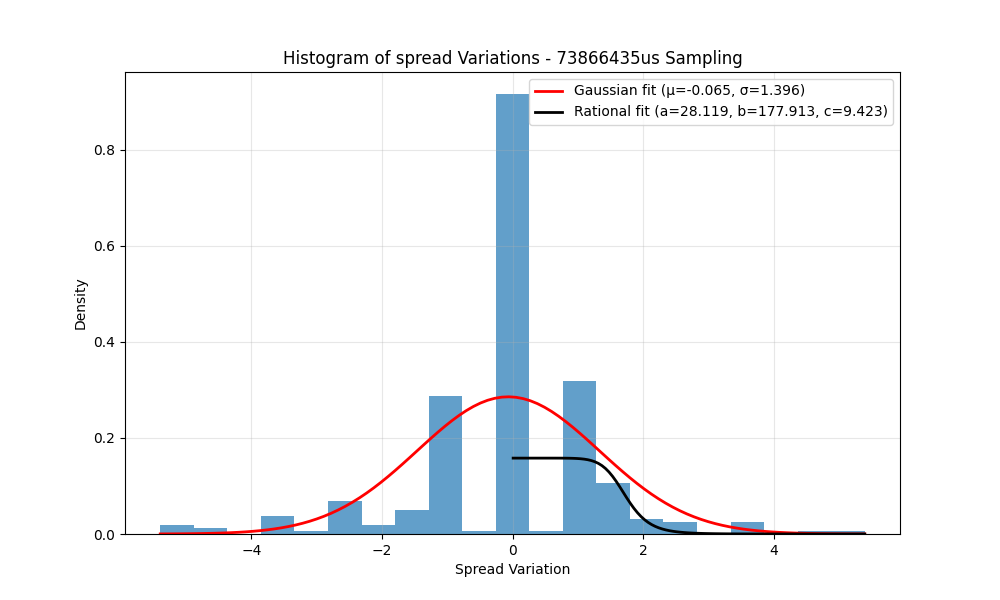 Histogram of spread Variations - 73866435us Sampling
Gaussian fit (μ=-0.065, σ=1.396)
Rational fit (a=28.119, b=177.913, c=9.423)
Density
0.8
0.6
0.4
0.2
0.0
−4
−2
0
2
4
Spread Variation